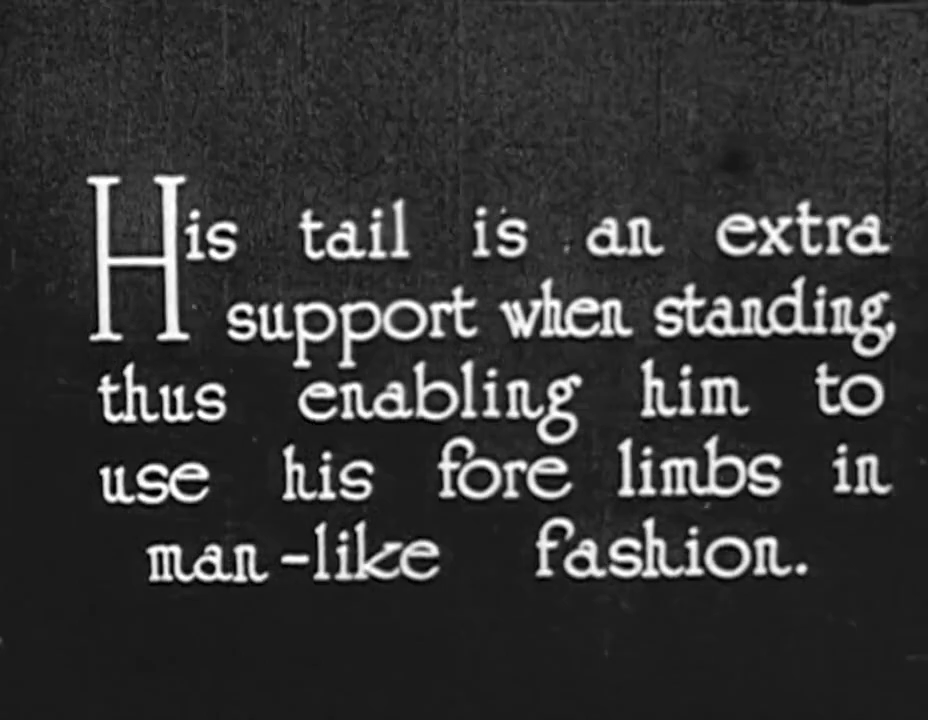 His tail is an extra
support when standing,
thus enabling him to
use his fore limbs in
man-like fashion.